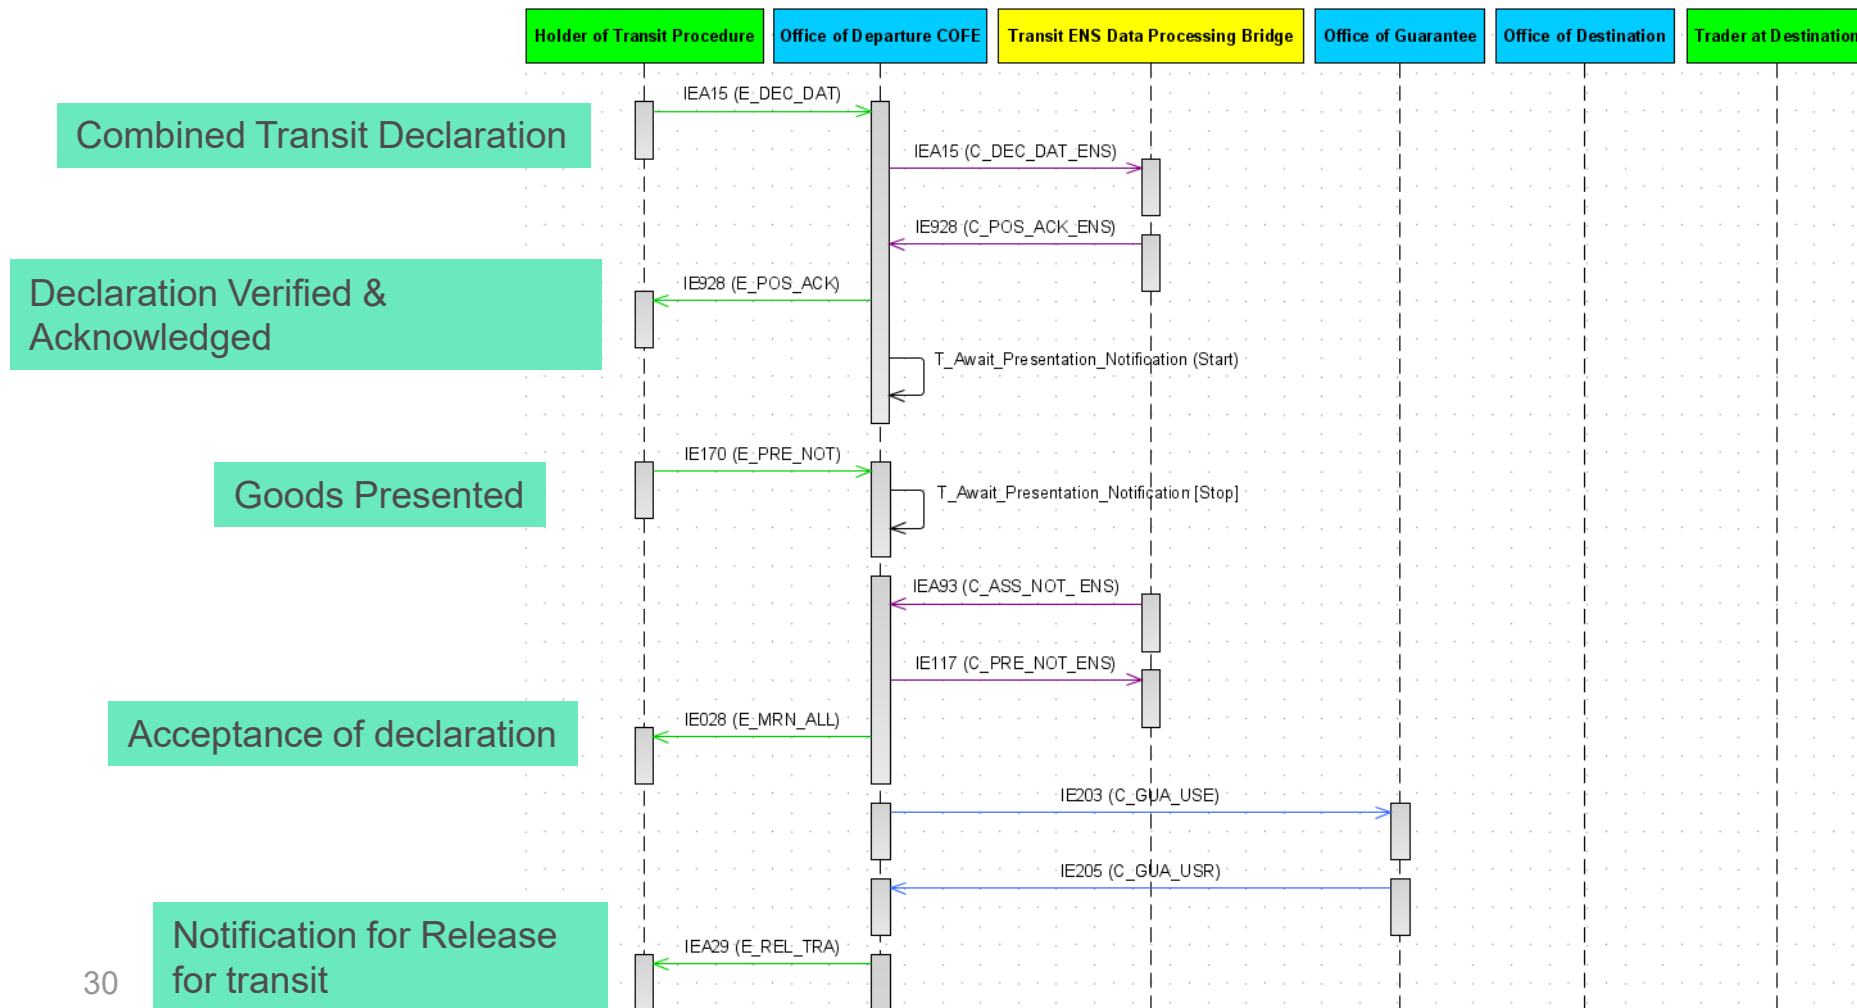 Holder of Transit Procedure
Office of Departure COFE
Transit ENS Data Processing Bridge
Office of Guarantee
Office of Destination
Trader at Destination
IEA15 (E_DEC_DAT)
Combined Transit Declaration
IEA15 (C_DEC_DAT_ENS)
IE928 (C_POS_ACK_ENS)
Declaration Verified &
Acknowledged
IE928 (E_POS_ACK)
T_Await_Presentation_Notification (Start)
IE170 (E_PRE_NOT)
Goods Presented
T_Await_Presentation_Notification [Stop]
IEA93 (C_ASS_NOT_ ENS)
IE117 (C_PRE_NOT_ENS)
Acceptance of declaration
IE028 (E_MRN_ALL)
IE203 (C_GUA_USE)
IE205 (C_GUA_USR)
Notification for Release
for transit
IEA29 (E_REL_TRA)
30